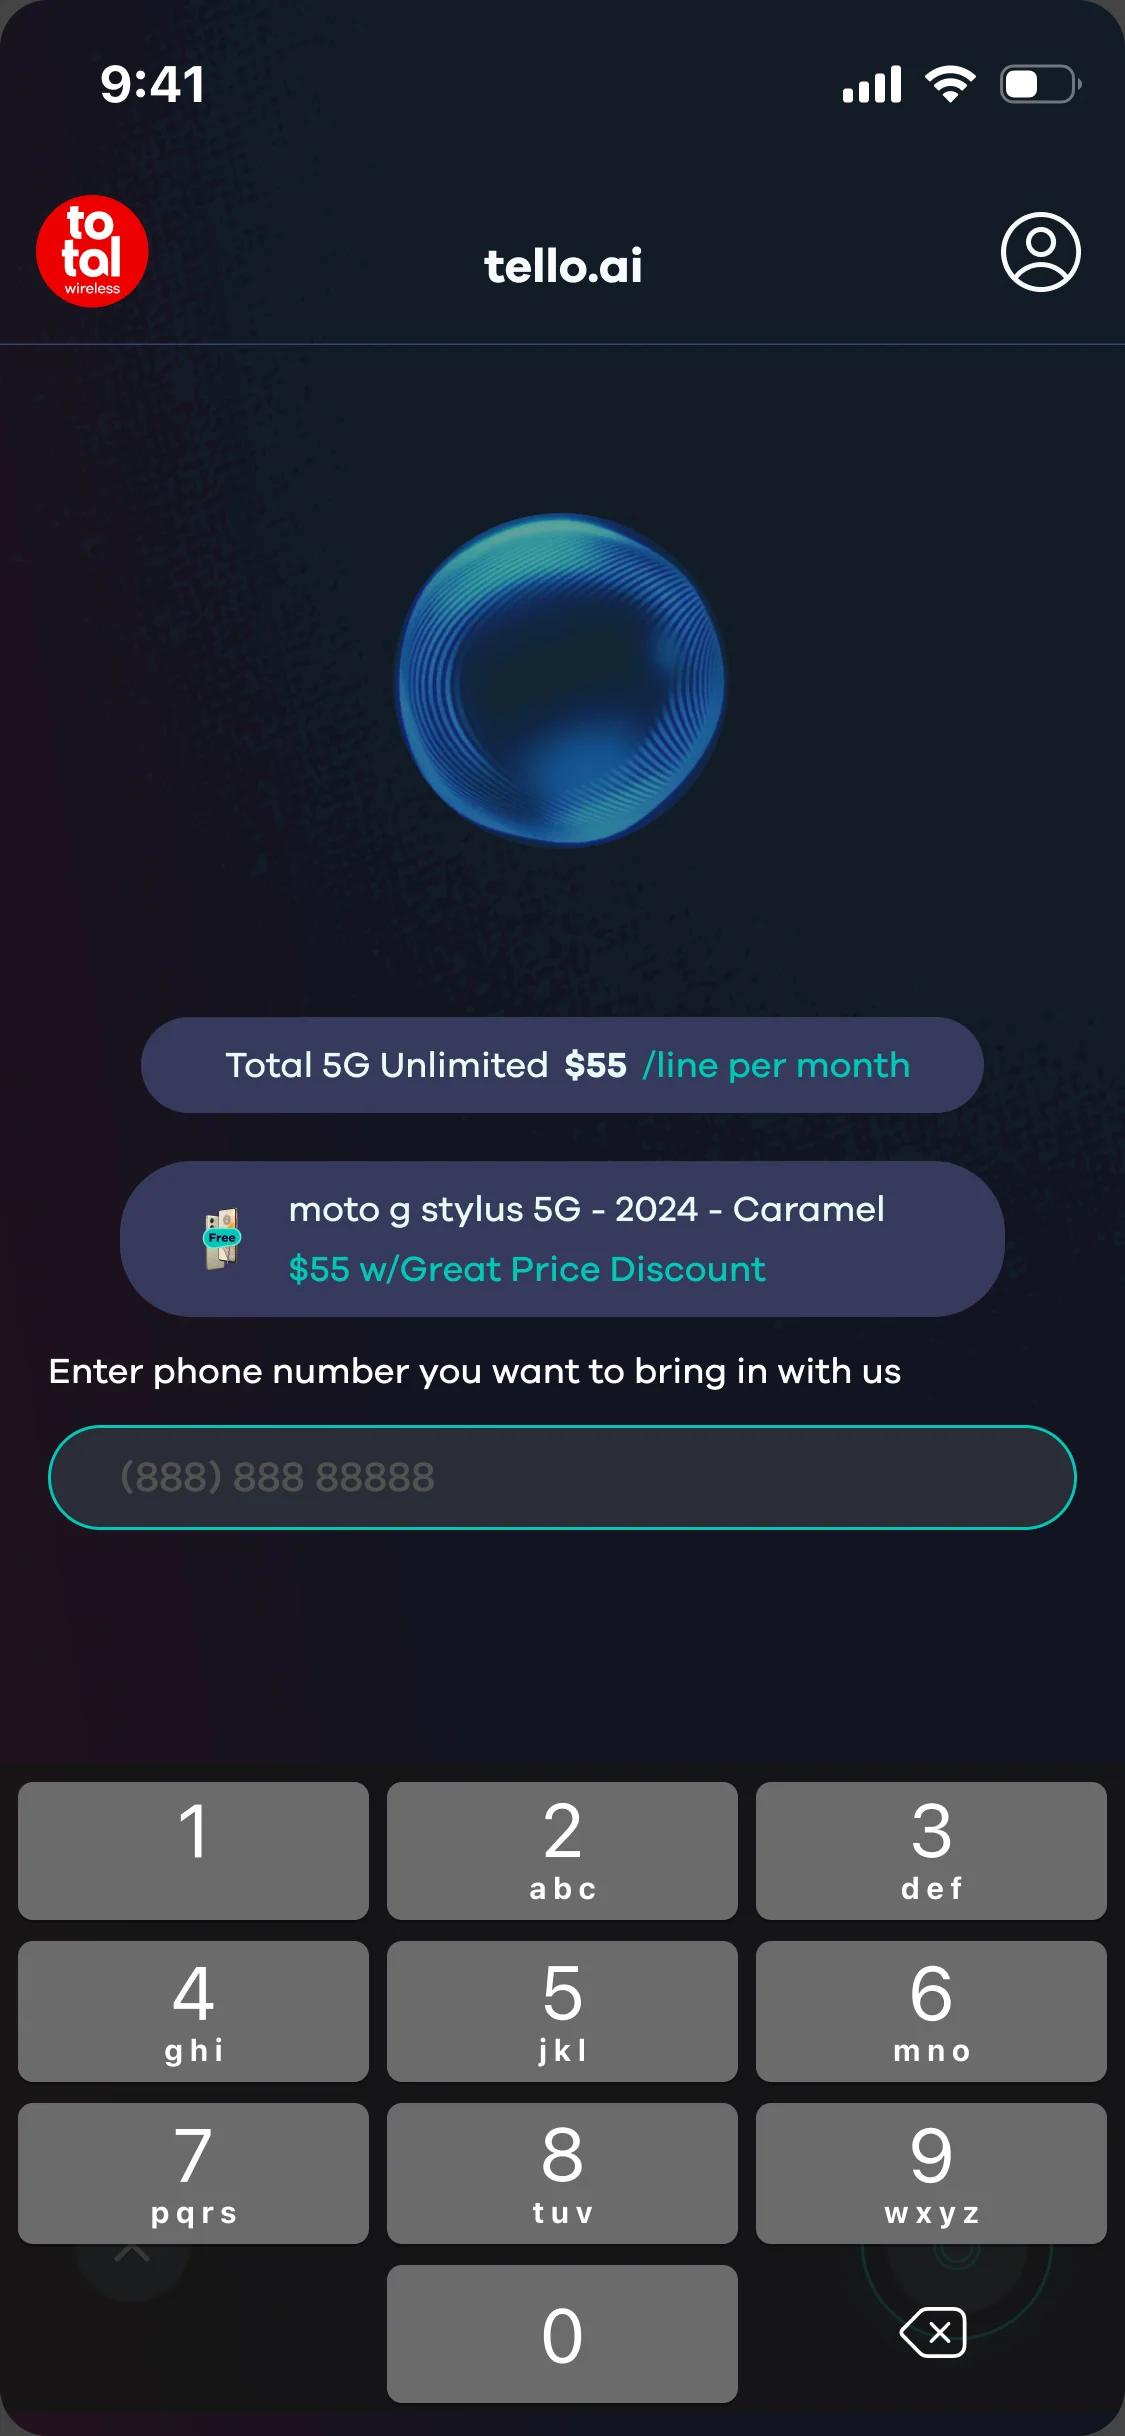 9:41
to
tal
wireless
tello.ai
Total 5G Unlimited $55 /line per month
moto g stylus 5G - 2024 - Caramel
Free
$55 w/Great Price Discount
Enter phone number you want to bring in with us
(888) 888 88888
1
2
abc
3
def
4
ghi
5
jkl
6
mno
7
pqrs
8
tuv
9
wxyz
0